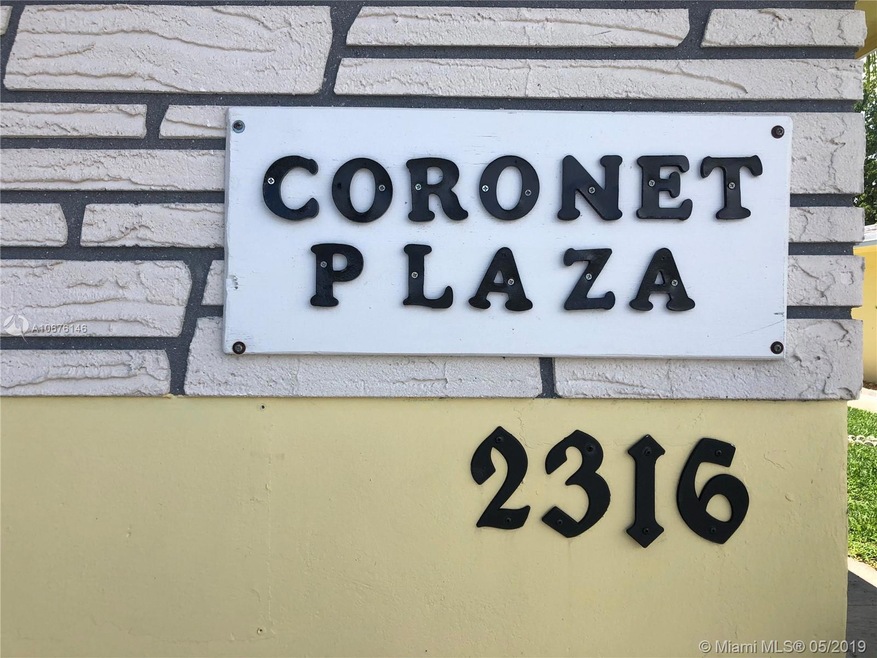 CORONET
PLAZA
A10676146
2316
©Miami MLS® 05/2019